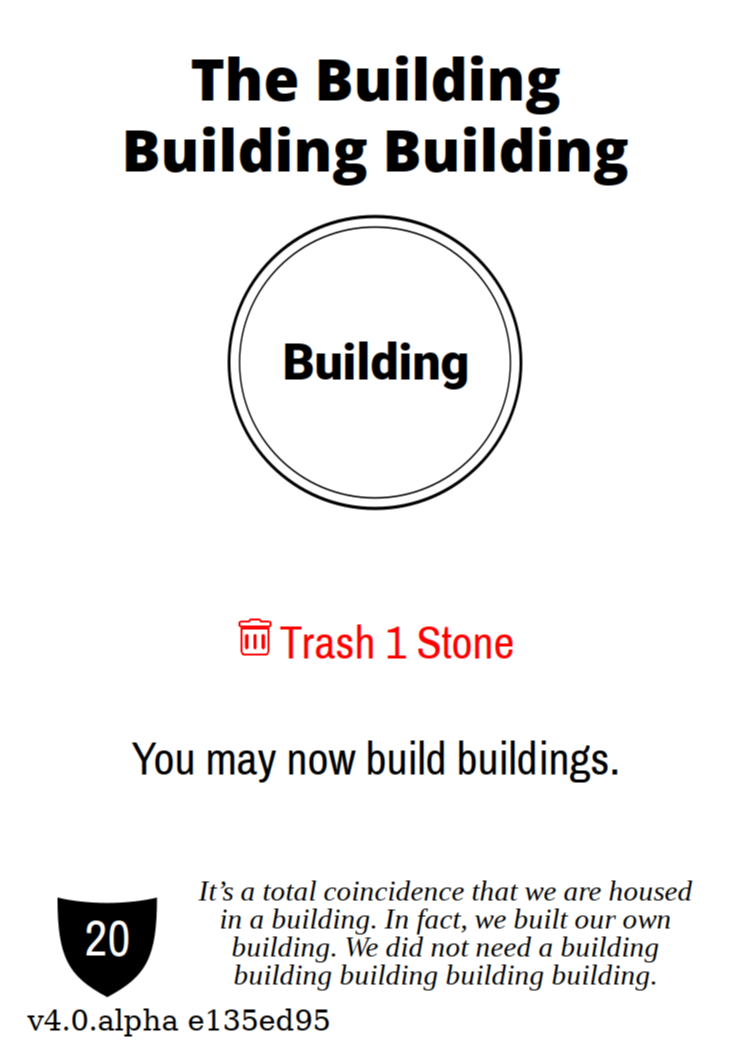 The Building
Building Building
Building
Trash 1 Stone
You may now build buildings.
20
It’s a total coincidence that we are housed
in a building. In fact, we built our own
building. We did not need a building
building building building building.
v4.0.alpha e135ed95